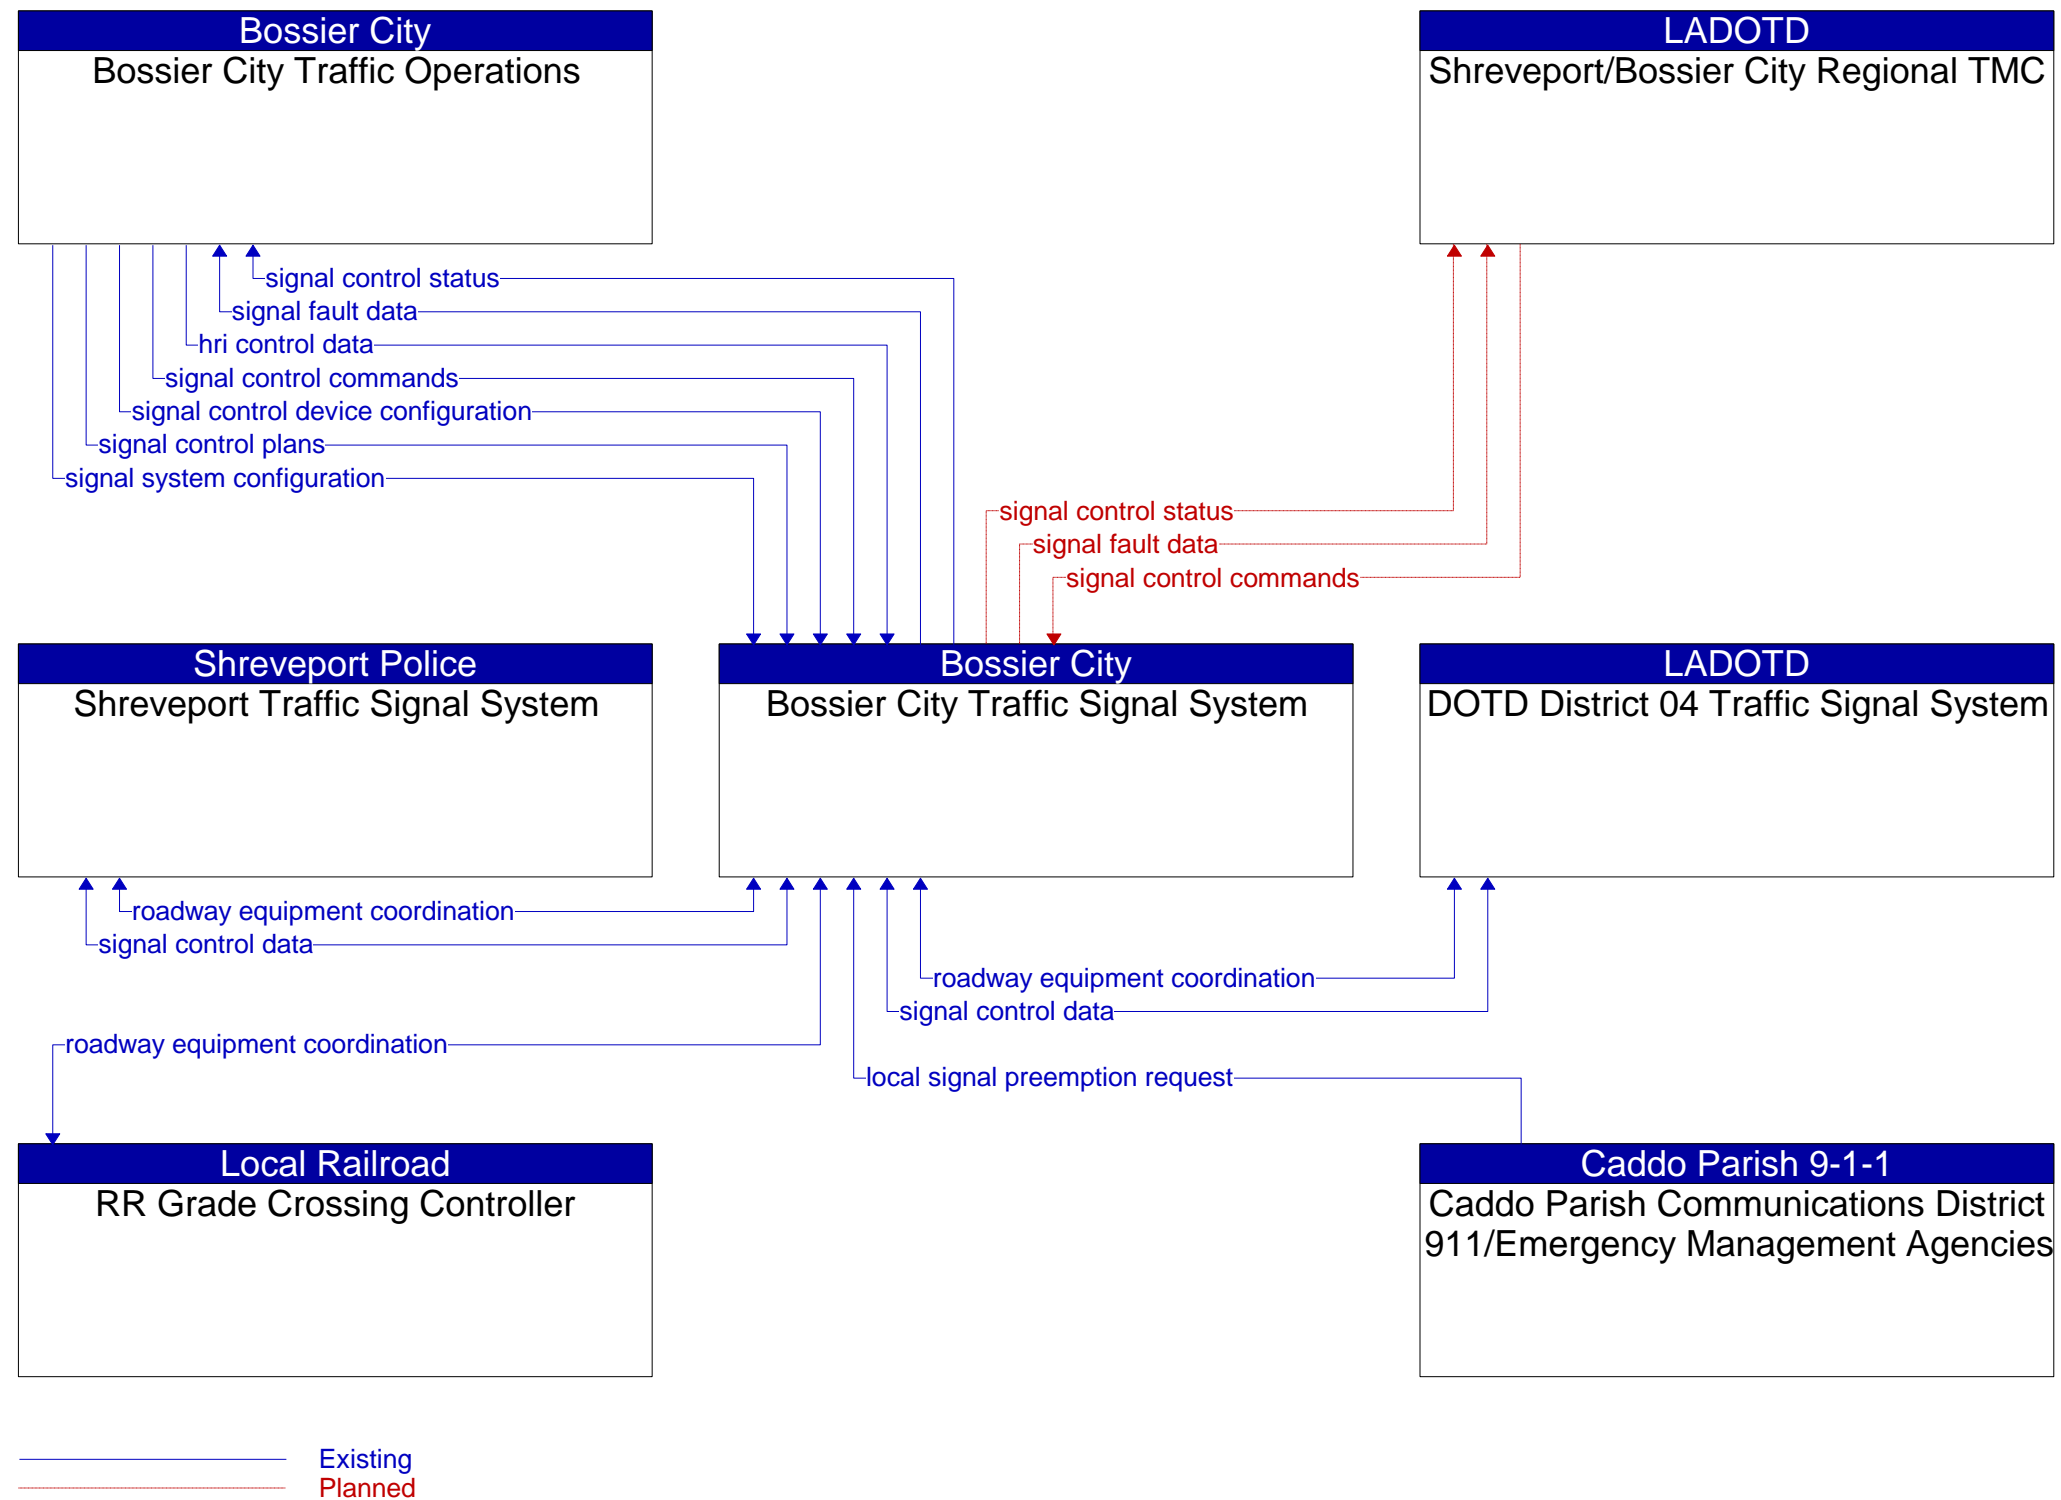 Bossier City
Bossier City Traffic Operations
LADOTD
Shreveport/Bossier City Regional TMC
signal control status
signal fault data
hri control data
signal control commands
signal control device configuration
signal control plans
signal system configuration
signal control status
signal fault data
signal control commands
Shreveport Police
Shreveport Traffic Signal System
Bossier City
Bossier City Traffic Signal System
LADOTD
DOTD District 04 Traffic Signal System
roadway equipment coordination
signal control data
roadway equipment coordination
signal control data
roadway equipment coordination
local signal preemption request
Local Railroad
RR Grade Crossing Controller
Caddo Parish 9-1-1
Caddo Parish Communications District
911/Emergency Management Agencies
Existing
Planned